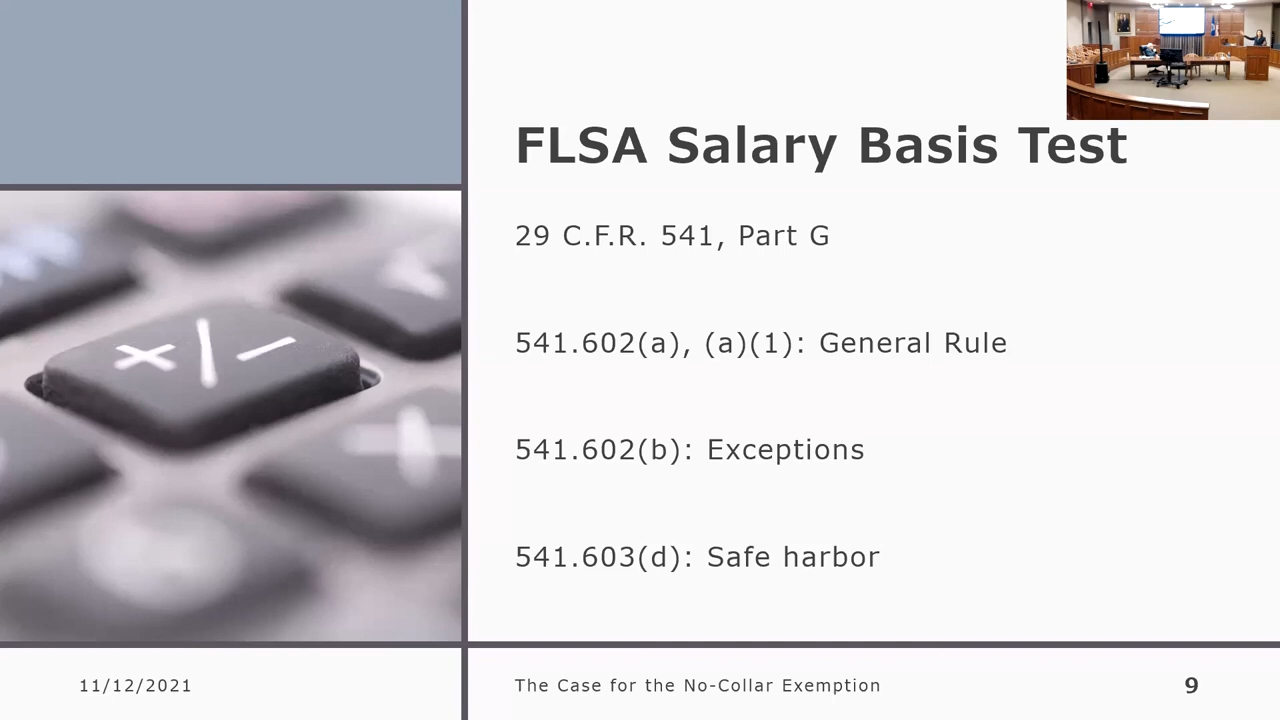 FLSA Salary Basis Test
29 C.F.R. 541, Part G
541.602(a), (a)(1): General Rule
541.602(b): Exceptions
541.603(d): Safe harbor
+/-
11/12/2021
The Case for the No-Collar Exemption
9